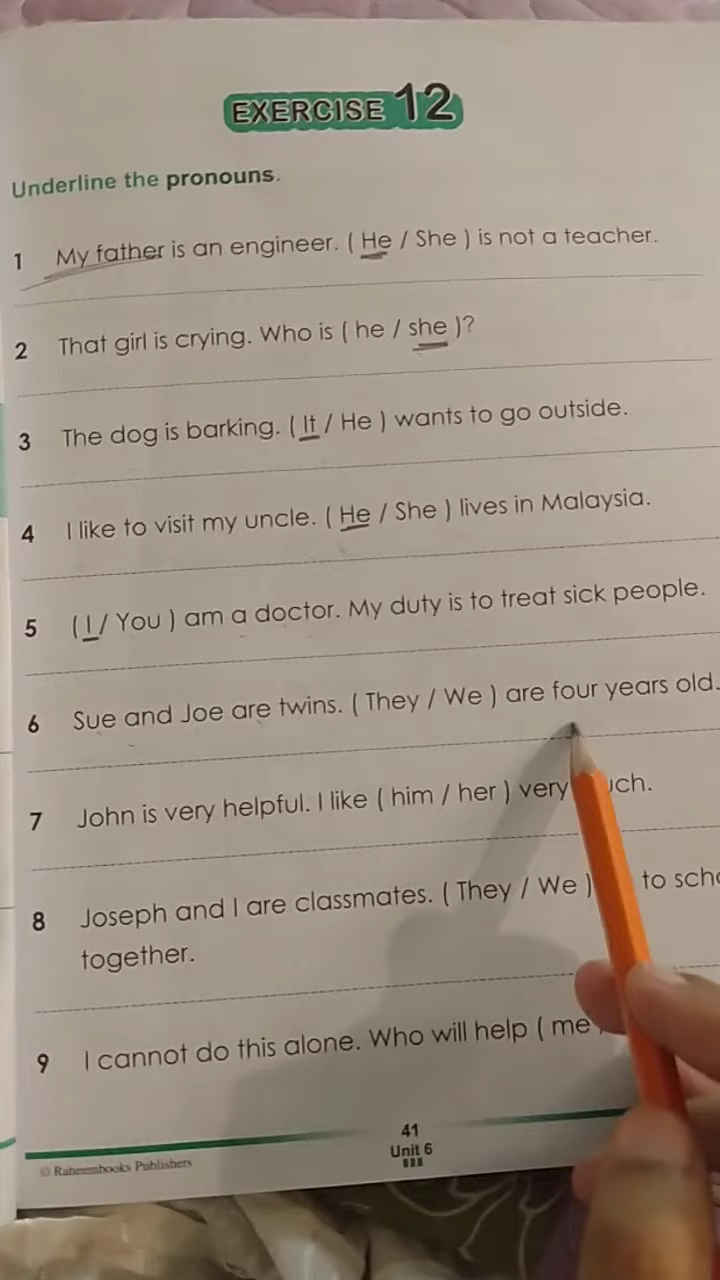 EXERCISE 12
Underline the pronouns.
1 My father is an engineer. ( He / She ) is not a teacher.
2 That girl is crying. Who is ( he / she )?
3 The dog is barking. ( It / He ) wants to go outside.
4 I like to visit my uncle. ( He / She ) lives in Malaysia.
5 ( I / You ) am a doctor. My duty is to treat sick people.
6 Sue and Joe are twins. ( They / We ) are four years old.
7 John is very helpful. I like ( him / her ) very
8 Joseph and I are classmates. ( They / We ) to
together.
9 I cannot do this alone. Who will help ( me
41
Unit 6
© Rabeembooks Publishers